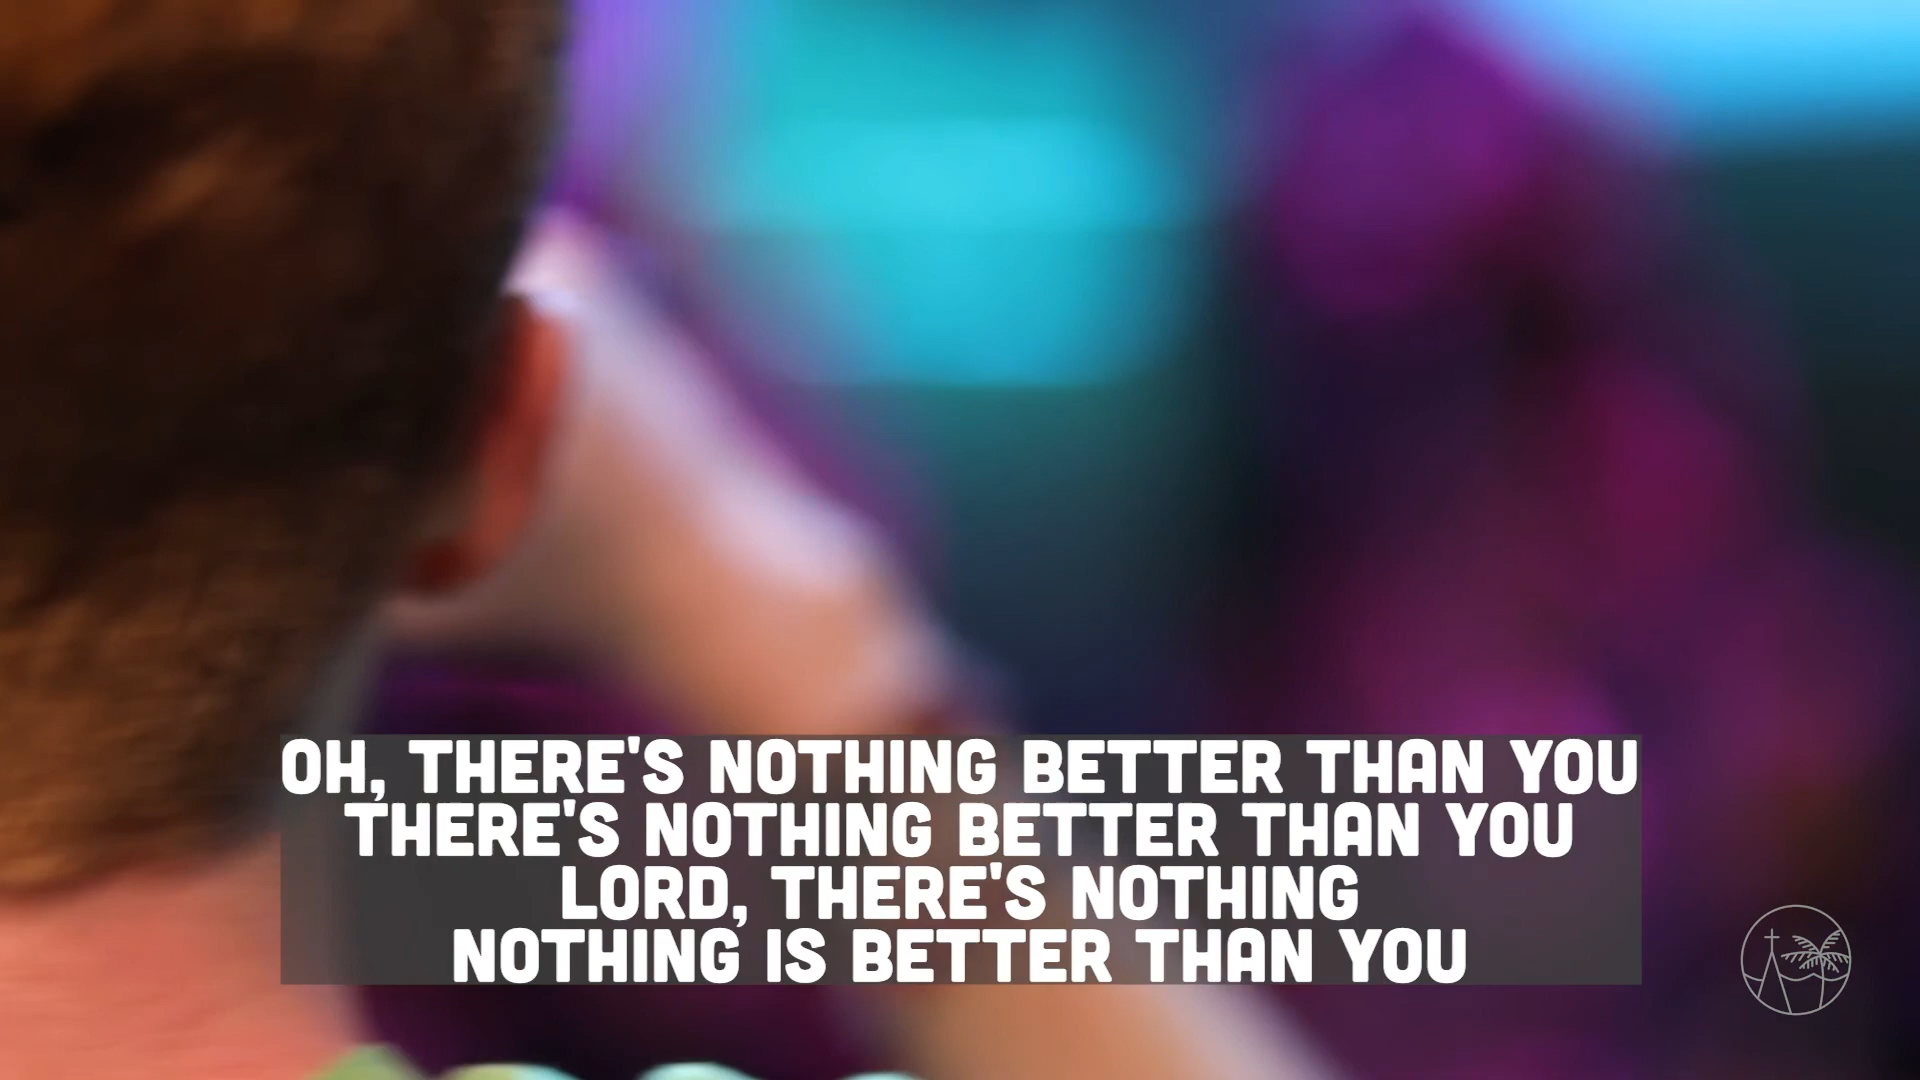 OH, THERE'S NOTHING BETTER THAN YOU
THERE'S NOTHING BETTER THAN YOU
LORD, THERE'S NOTHING
NOTHING IS BETTER THAN YOU